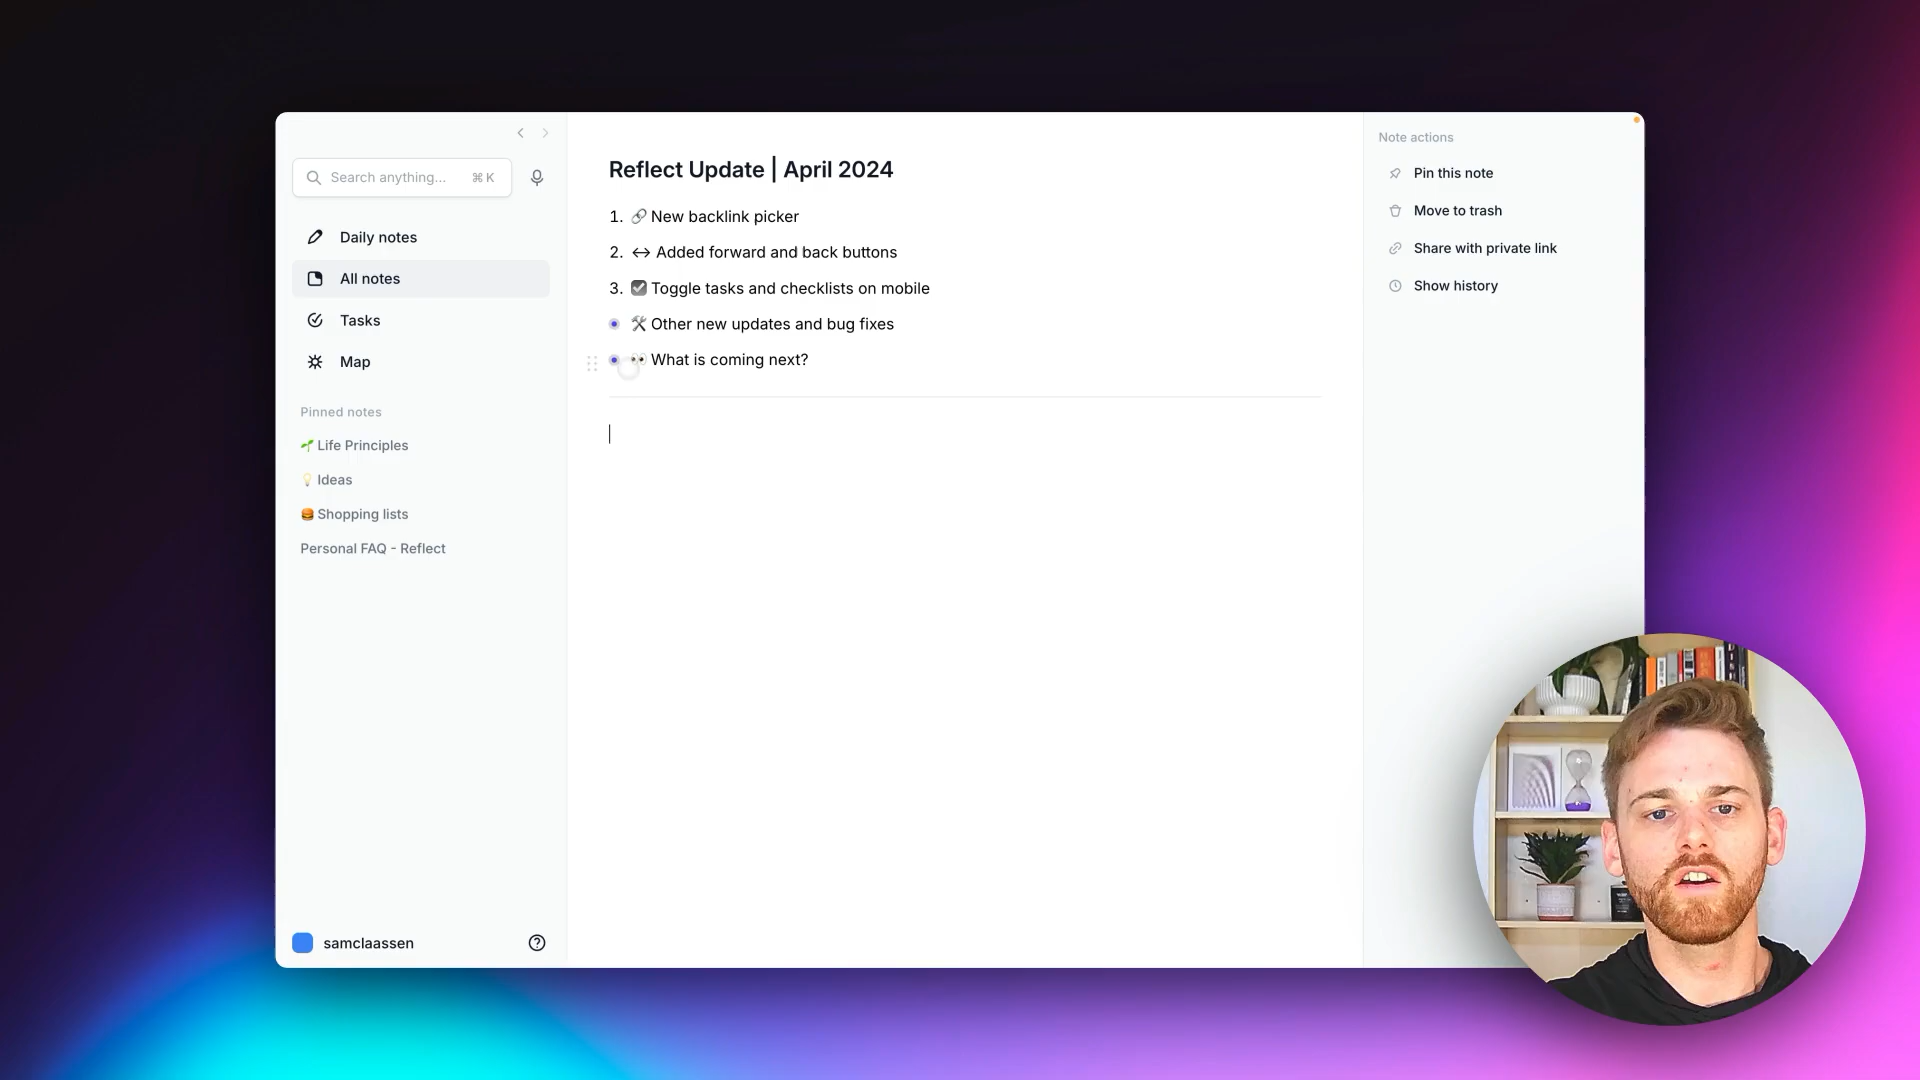 Search anything... ⌘ K
Daily notes
All notes
Tasks
Map
Pinned notes
🌱 Life Principles
💡 Ideas
🍔 Shopping lists
Personal FAQ - Reflect
samclaassen
Reflect Update | April 2024
1. 🔗 New backlink picker
2. ↔ Added forward and back buttons
3. ☑ Toggle tasks and checklists on mobile
• 🛠 Other new updates and bug fixes
• 👀 What is coming next?
Note actions
Pin this note
Move to trash
Share with private link
Show history